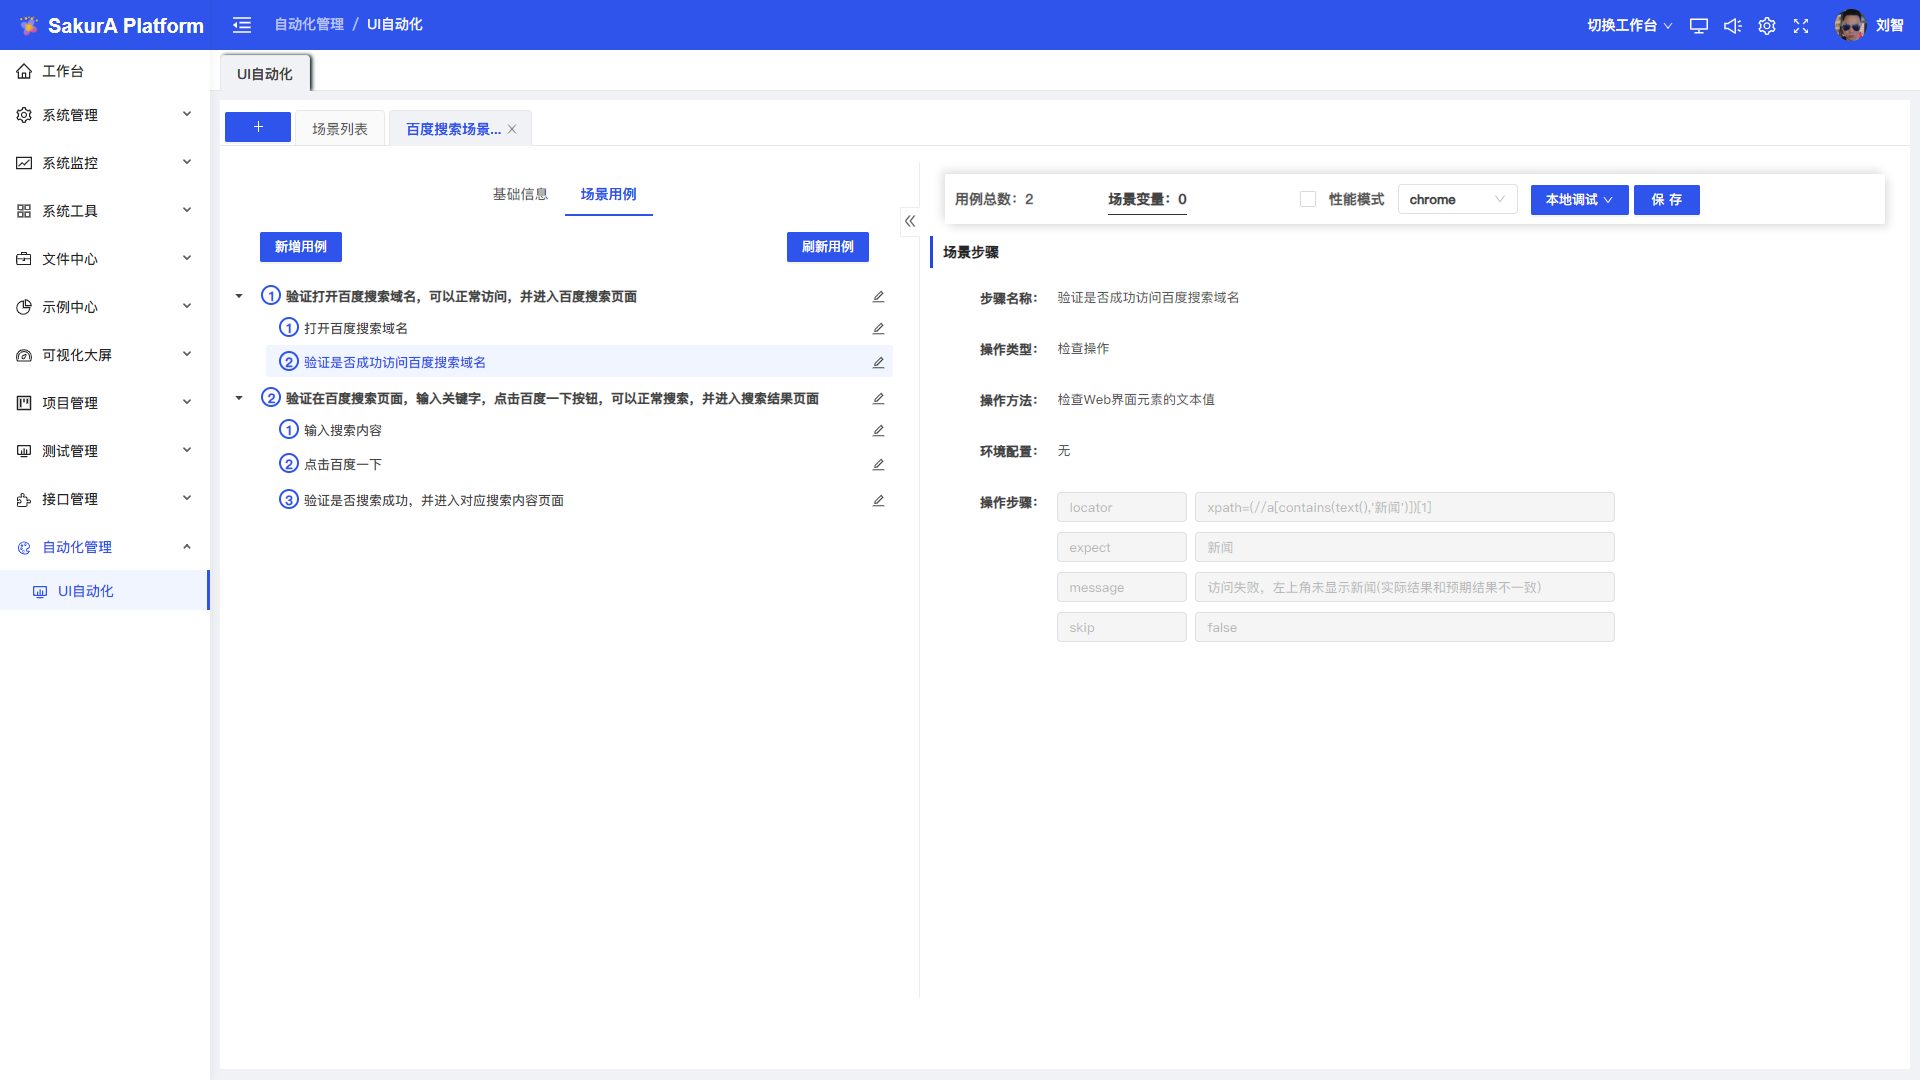 SakurA Platform
自动化管理 / UI自动化
切换工作台
刘智
工作台
系统管理
系统监控
系统工具
文件中心
示例中心
可视化大屏
项目管理
测试管理
接口管理
自动化管理
UI自动化
UI自动化
+ 场景列表 百度搜索场景...
基础信息 场景用例
新增用例 刷新用例
1 验证打开百度搜索域名，可以正常访问，并进入百度搜索页面
1 打开百度搜索域名
2 验证是否成功访问百度搜索域名
2 验证在百度搜索页面，输入关键字，点击百度一下按钮，可以正常搜索，并进入搜索结果页面
1 输入搜索内容
2 点击百度一下
3 验证是否搜索成功，并进入对应搜索内容页面
用例总数：2 场景变量：0 性能模式 chrome 本地调试 保 存
场景步骤
步骤名称： 验证是否成功访问百度搜索域名
操作类型： 检查操作
操作方法： 检查Web界面元素的文本值
环境配置： 无
操作步骤： locator xpath=(//a[contains(text(),'新闻')])[1]
expect 新闻
message 访问失败，左上角未显示新闻(实际结果和预期结果不一致)
skip false